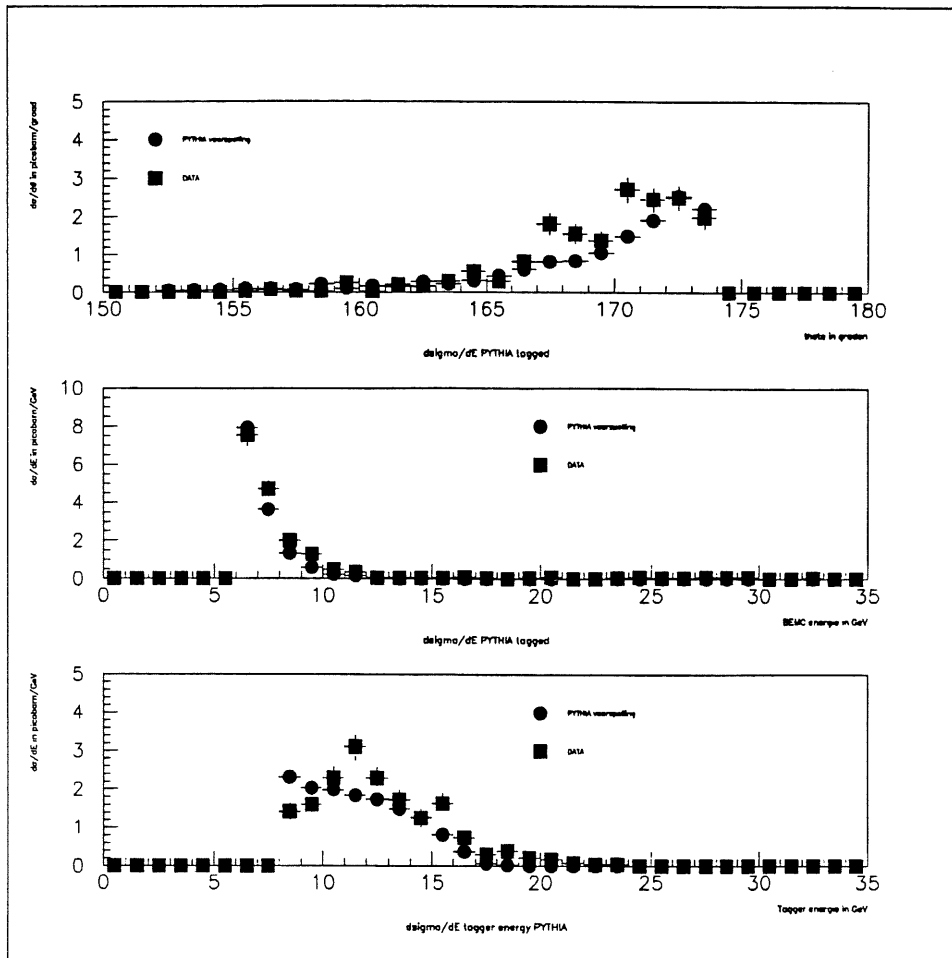 dσ/dθ in picobarn/graad
5
4
3
2
1
0
PYTHIA voorspelling
DATA
150 155 160 165 170 175 180
theta in graden
dsigma/dE PYTHIA tagged
dσ/dE in picobarn/GeV
10
8
6
4
2
0
PYTHIA voorspelling
DATA
0 5 10 15 20 25 30 35
BEMC energie in GeV
dsigma/dE PYTHIA tagged
dσ/dE in picobarn/GeV
5
4
3
2
1
0
PYTHIA voorspelling
DATA
0 5 10 15 20 25 30 35
Tagger energie in GeV
dsigma/dE tagger energy PYTHIA